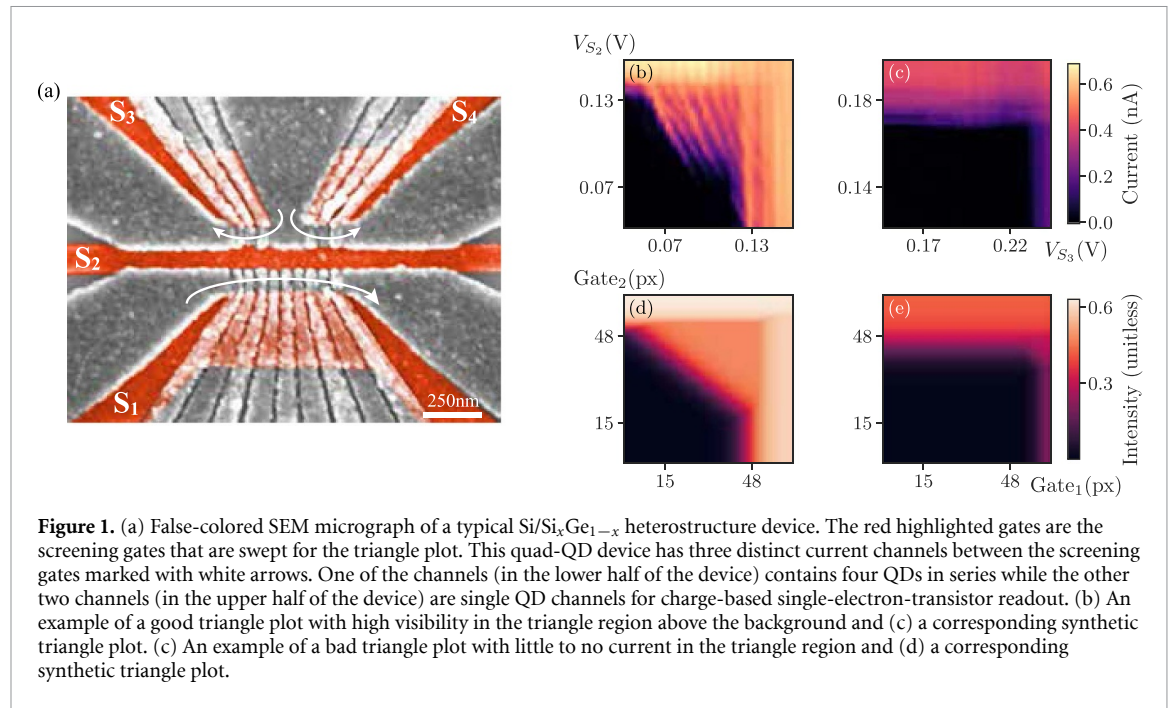 (a)
S₃
S₄
S₂
S₁
250nm
V_{S₂}(V)
(b)
0.13
0.07
0.07
0.13
(c)
0.18
0.14
0.17
0.22
V_{S₃}(V)
0.6
0.4
0.2
0.0
Current (nA)
Gate₂(px)
(d)
48
15
15
48
(e)
48
15
15
48
Gate₁(px)
0.6
0.3
Intensity (unitless)
Figure 1. (a) False-colored SEM micrograph of a typical Si/SiₓGe₁₋ₓ heterostructure device. The red highlighted gates are the
screening gates that are swept for the triangle plot. This quad-QD device has three distinct current channels between the screening
gates marked with white arrows. One of the channels (in the lower half of the device) contains four QDs in series while the other
two channels (in the upper half of the device) are single QD channels for charge-based single-electron-transistor readout. (b) An
example of a good triangle plot with high visibility in the triangle region above the background and (c) a corresponding synthetic
triangle plot. (c) An example of a bad triangle plot with little to no current in the triangle region and (d) a corresponding
synthetic triangle plot.